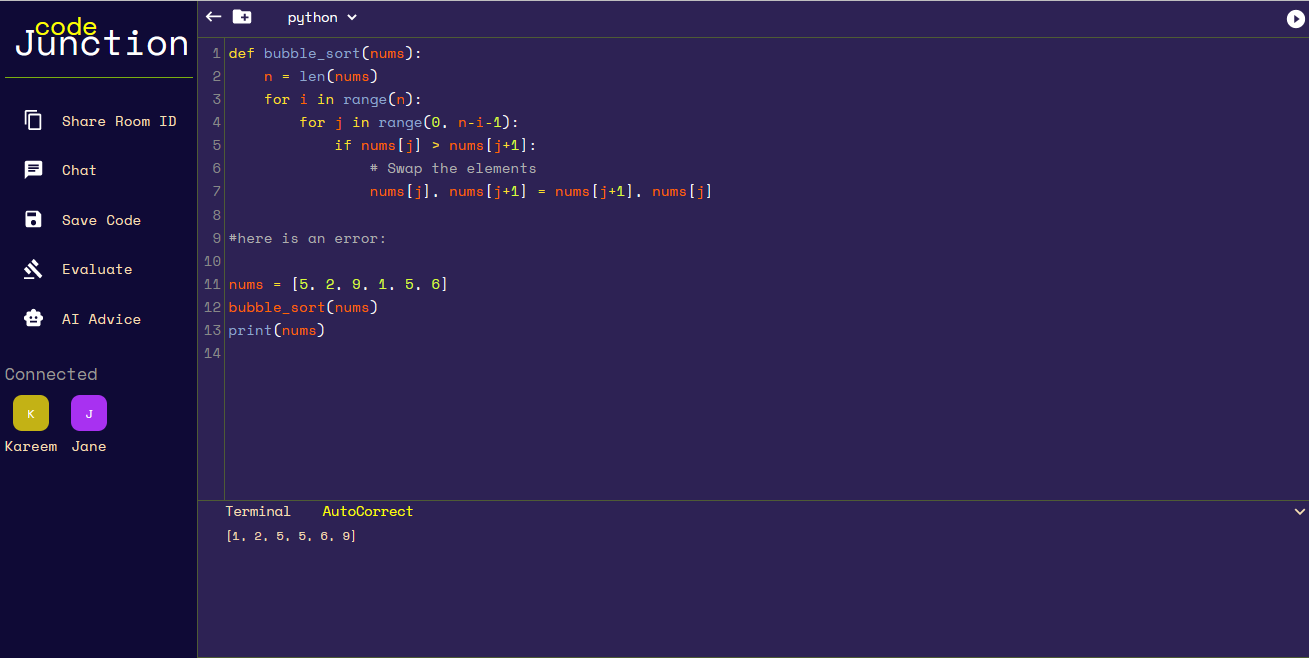 code
Junction
Share Room ID
Chat
Save Code
Evaluate
AI Advice
Connected
K J
Kareem Jane
python
1 def bubble_sort(nums):
2     n = len(nums)
3     for i in range(n):
4         for j in range(0, n-i-1):
5             if nums[j] > nums[j+1]:
6                 # Swap the elements
7                 nums[j], nums[j+1] = nums[j+1], nums[j]
8
9 #here is an error:
10
11 nums = [5, 2, 9, 1, 5, 6]
12 bubble_sort(nums)
13 print(nums)
14
Terminal AutoCorrect
[1, 2, 5, 5, 6, 9]